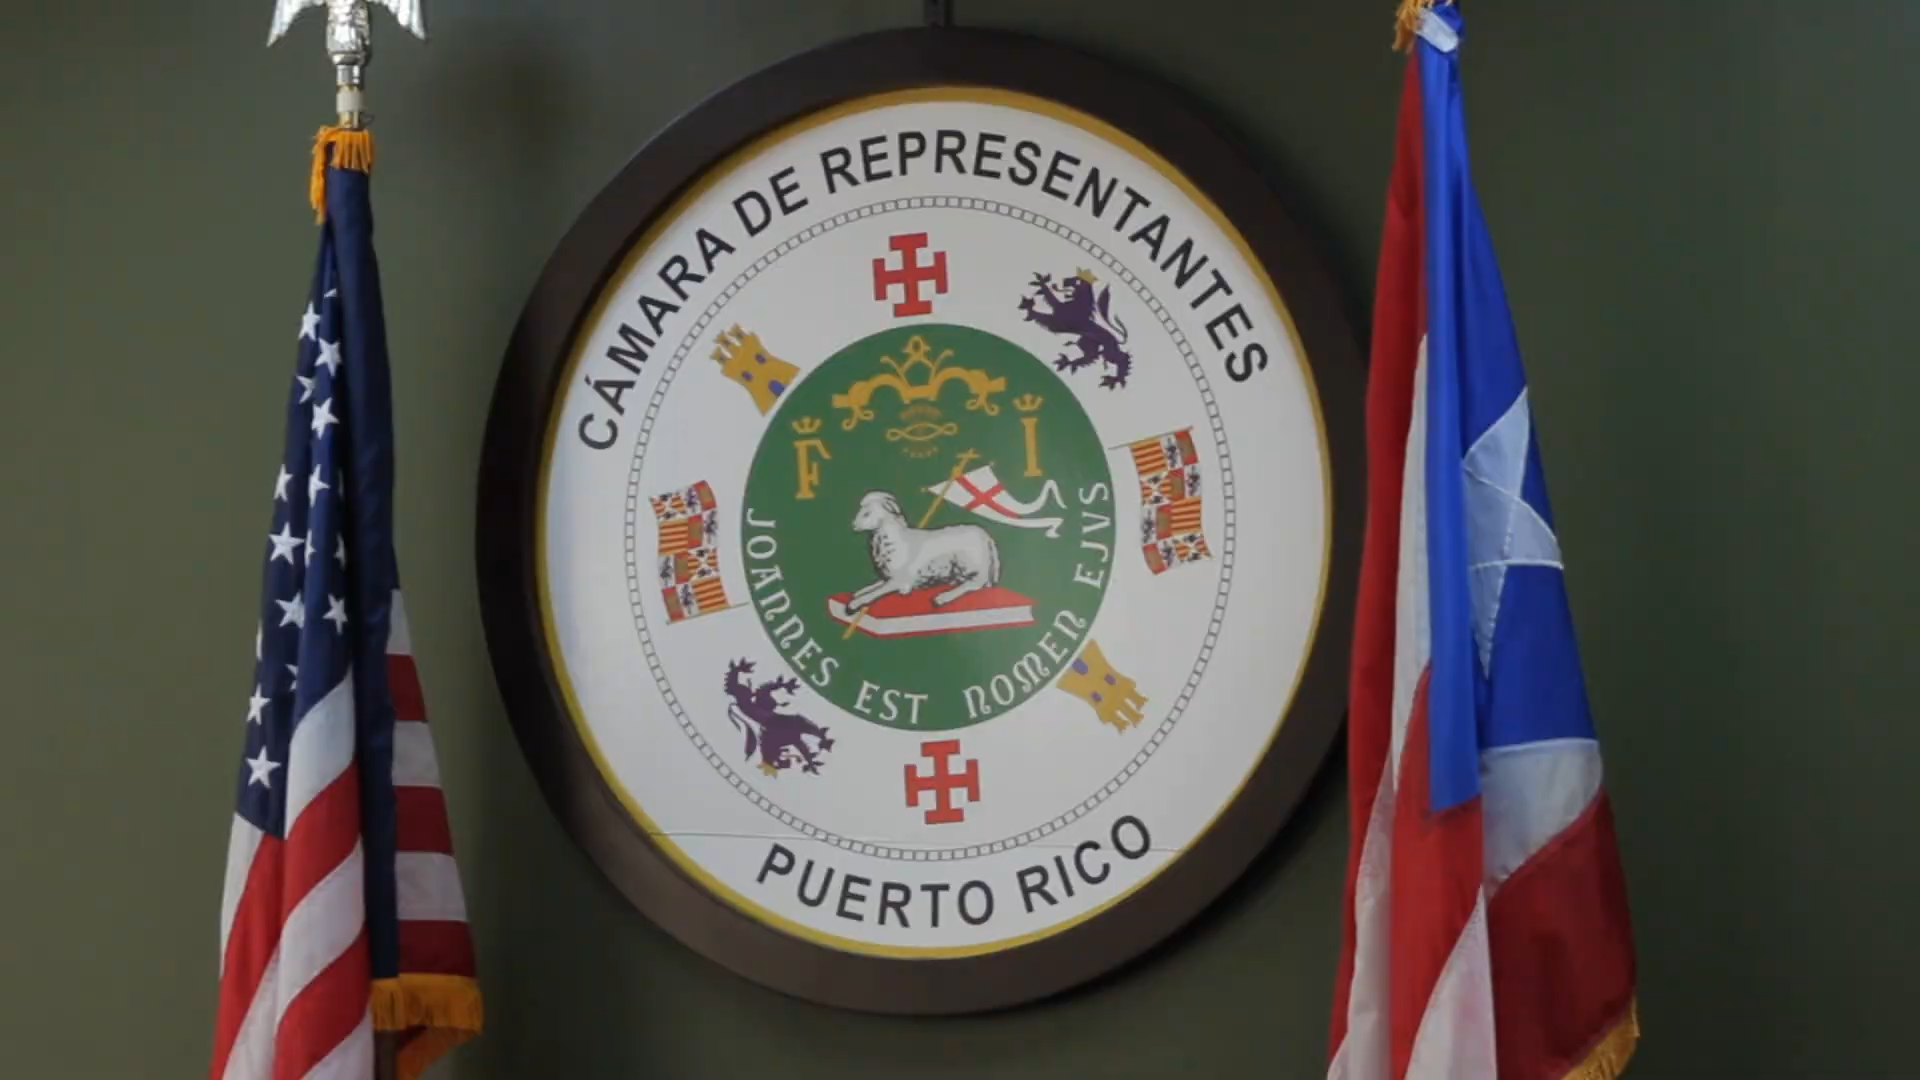 CÁMARA DE REPRESENTANTES
F I
JOANNES EST NOMEN EJVS
PUERTO RICO